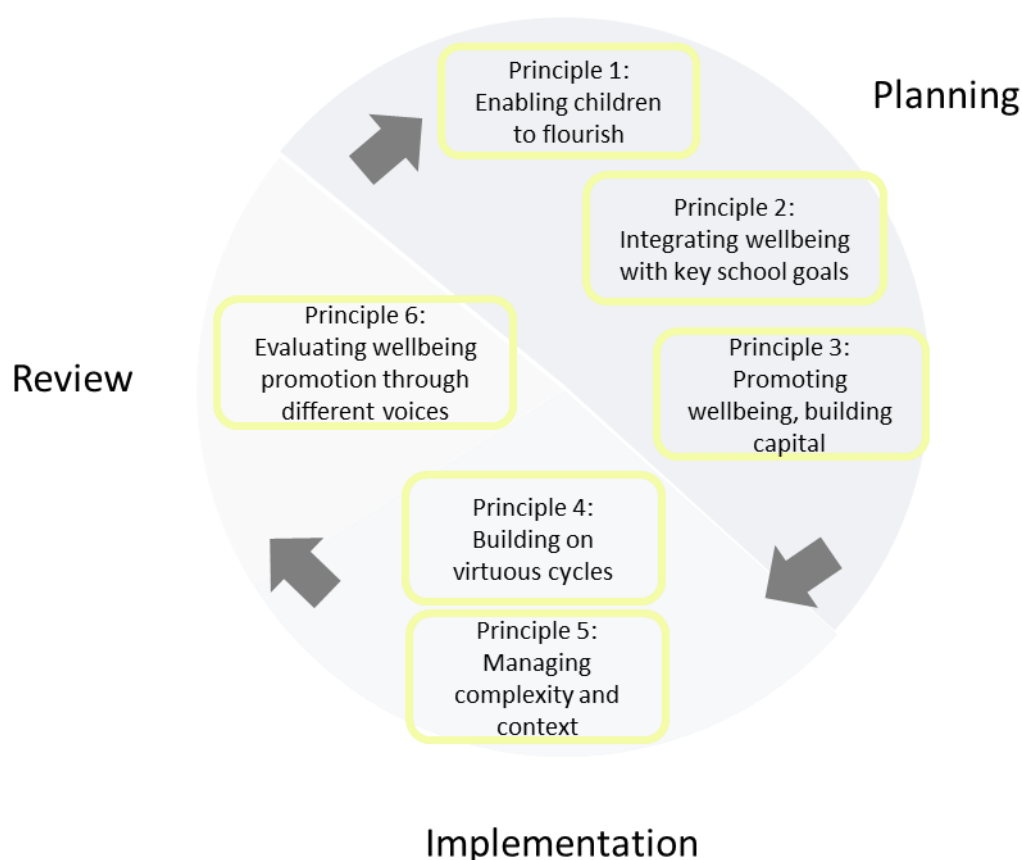 Principle 1:
Enabling children
to flourish
Planning
Principle 2:
Integrating wellbeing
with key school goals
Principle 3:
Promoting
wellbeing, building
capital
Principle 6:
Evaluating wellbeing
promotion through
different voices
Review
Principle 4:
Building on
virtuous cycles
Principle 5:
Managing
complexity and
context
Implementation